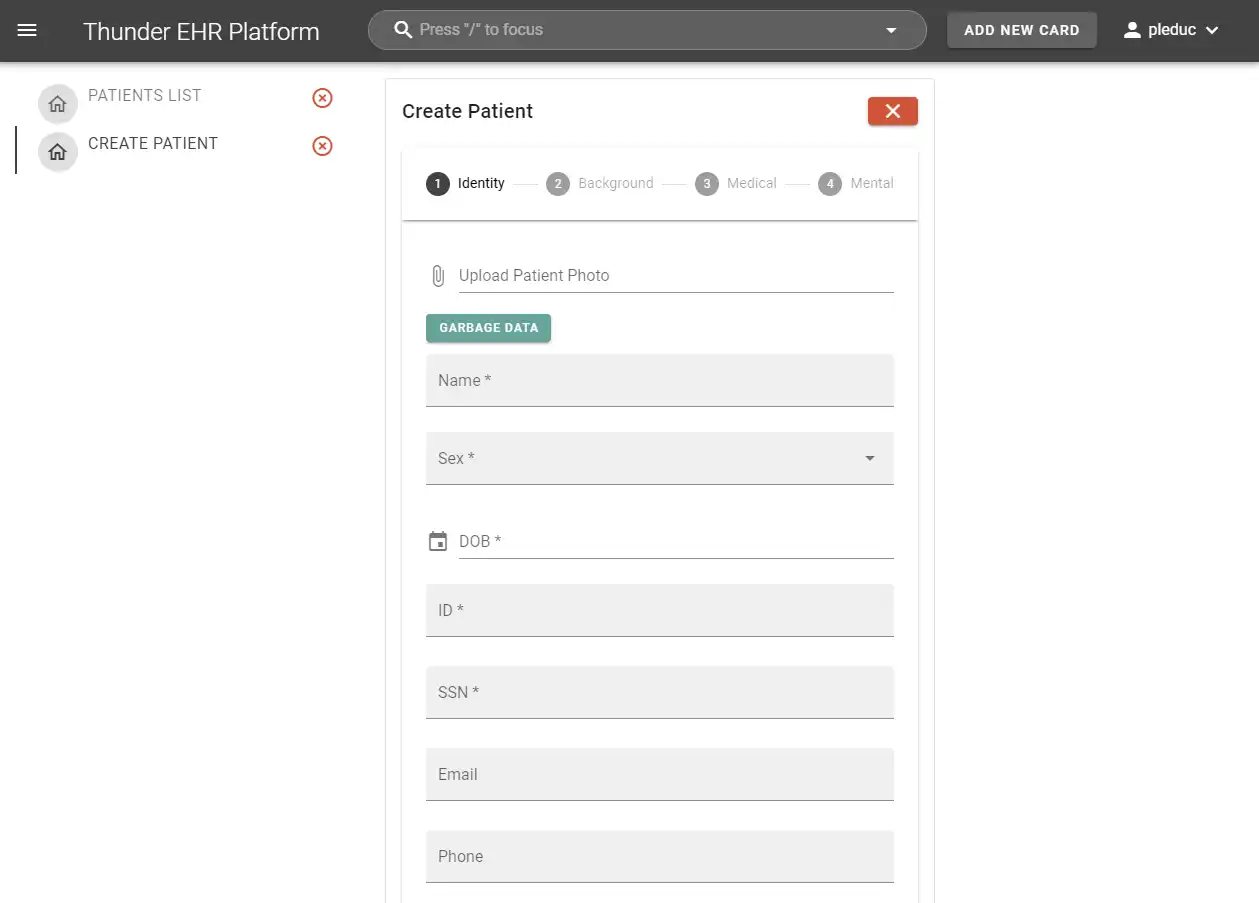 Thunder EHR Platform
Press "/" to focus
ADD NEW CARD
pleduc
PATIENTS LIST
CREATE PATIENT
Create Patient
1 Identity
2 Background
3 Medical
4 Mental
Upload Patient Photo
GARBAGE DATA
Name *
Sex *
DOB *
ID *
SSN *
Email
Phone